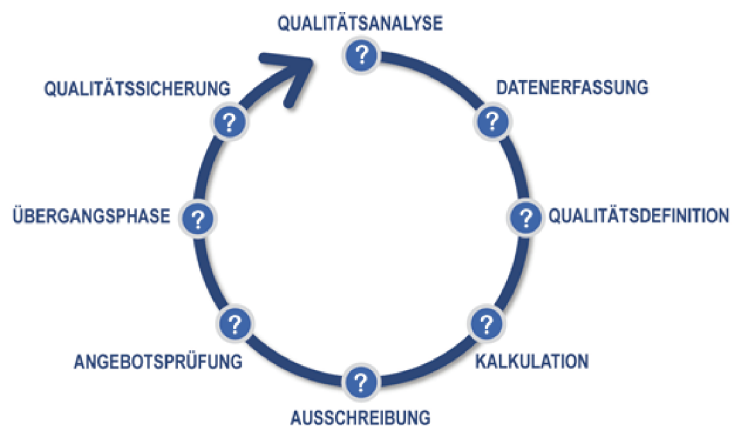 QUALITÄTSANALYSE
?
DATENERFASSUNG
?
QUALITÄTSDEFINITION
?
KALKULATION
?
AUSSCHREIBUNG
?
ANGEBOTSPRÜFUNG
?
ÜBERGANGSPHASE
?
QUALITÄTSSICHERUNG
?